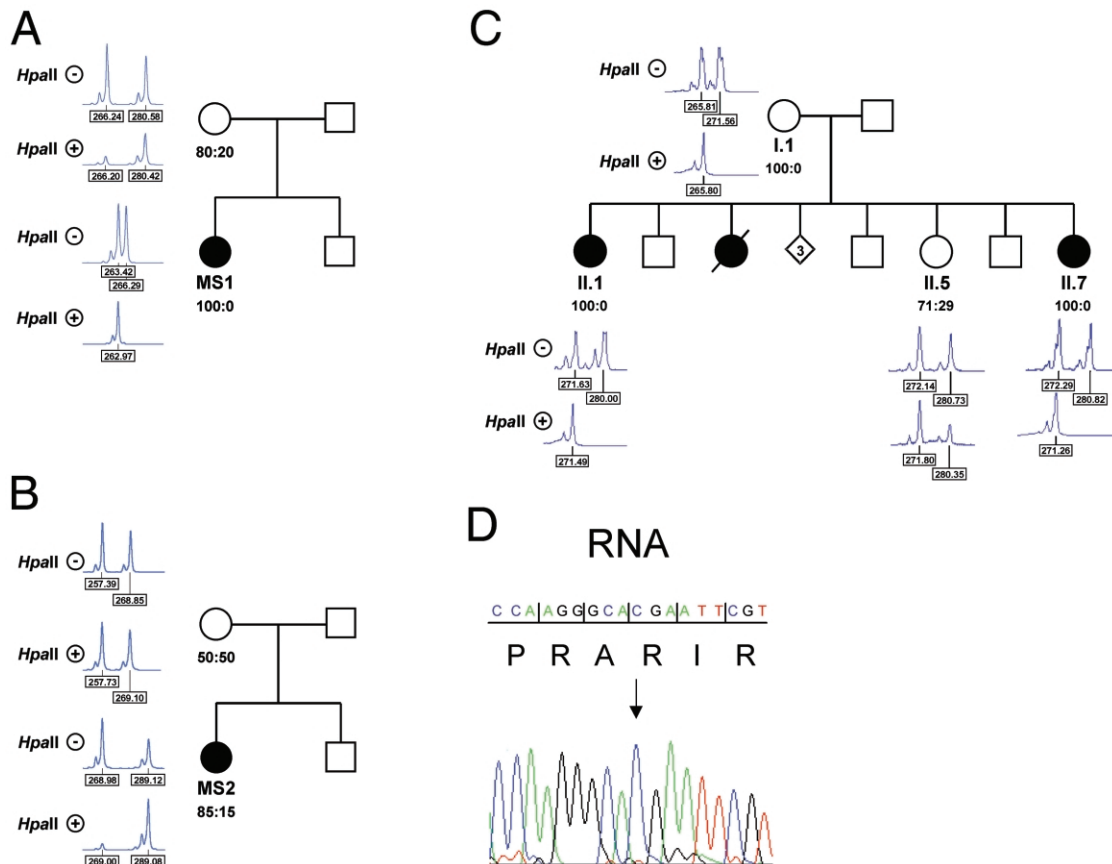 A
HpaII ⊖
266.24 280.58
HpaII ⊕
266.20 280.42
80:20
HpaII ⊖
263.42
266.29
MS1
100:0
HpaII ⊕
262.97
B
HpaII ⊖
257.39
268.85
HpaII ⊕
257.73
269.10
50:50
HpaII ⊖
268.98 289.12
MS2
85:15
HpaII ⊕
269.00 289.08
C
HpaII ⊖
265.81
271.56
I.1
100:0
HpaII ⊕
265.80
3
II.1 II.5 II.7
100:0 71:29 100:0
HpaII ⊖
271.63
280.00
272.14
280.73
272.29
280.82
HpaII ⊕
271.49
271.80
280.35
271.26
D
RNA
C C A A G G G C A C G A A T T C G T
P R A R I R